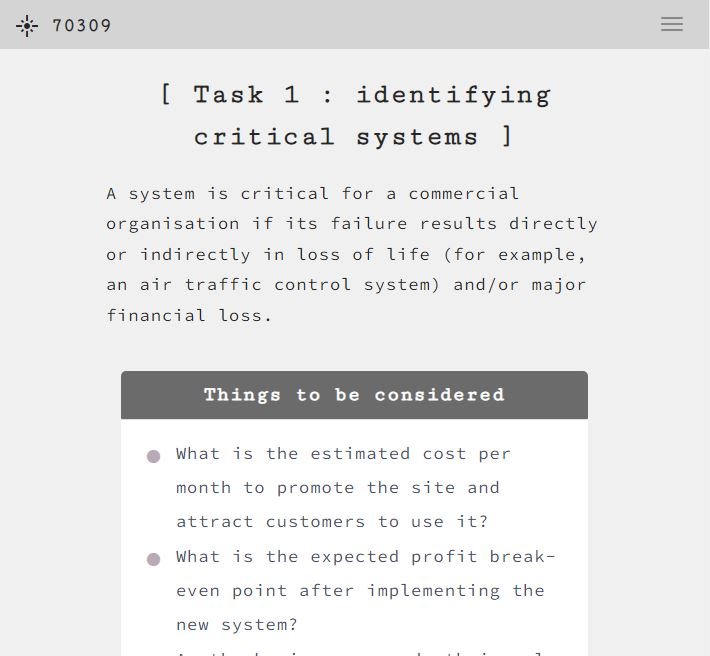 70309
[ Task 1 : identifying
critical systems ]
A system is critical for a commercial
organisation if its failure results directly
or indirectly in loss of life (for example,
an air traffic control system) and/or major
financial loss.
Things to be considered
What is the estimated cost per
month to promote the site and
attract customers to use it?
What is the expected profit break-
even point after implementing the
new system?